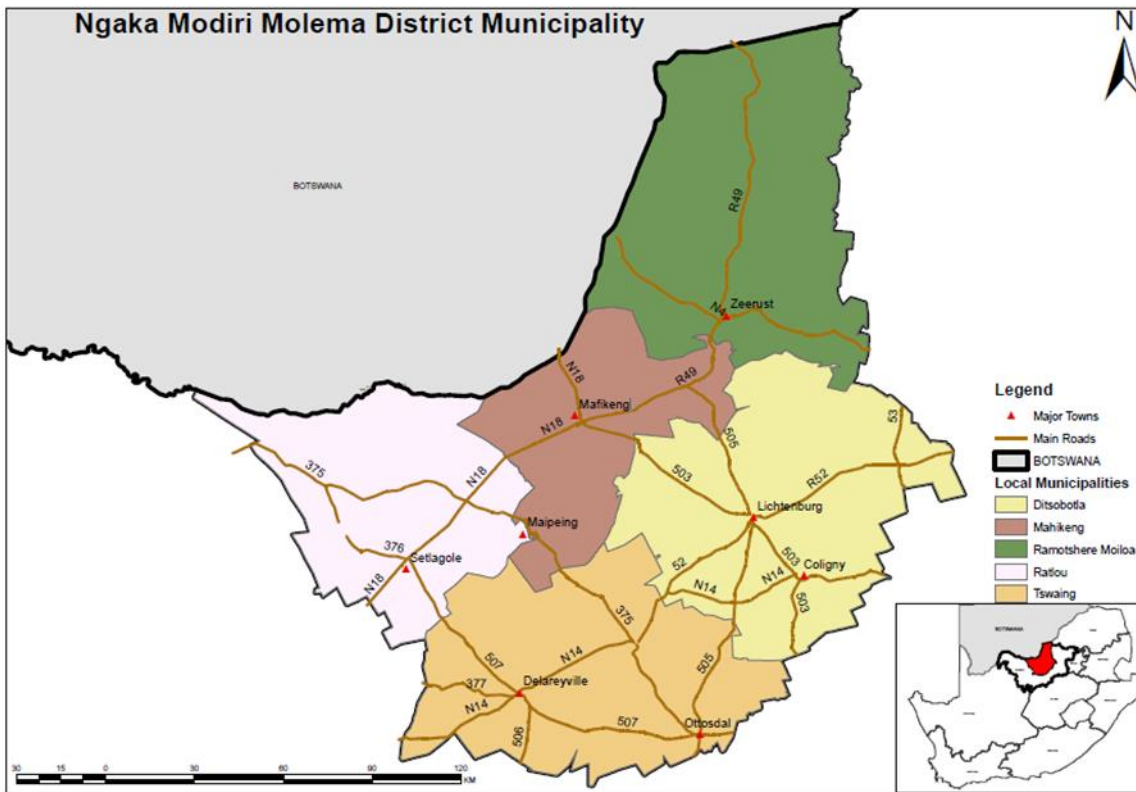 Ngaka Modiri Molema District Municipality
N
BOTSWANA
R49
N4
Zeerust
N18
R49
Mafikeng
N18
505
53
375
N18
503
R52
Lichtenburg
Maipeing
376
Setlagole
N18
52
503
Coligny
N14
N14
503
375
507
N14
505
377
Delareyville
N14
506
507
Ottosdal
Legend
Major Towns
Main Roads
BOTSWANA
Local Municipalities
Ditsobotla
Mahikeng
Ramotshere Moiloa
Ratlou
Tswaing
BOTSWANA
30 15 0 30 60 90 120
KM